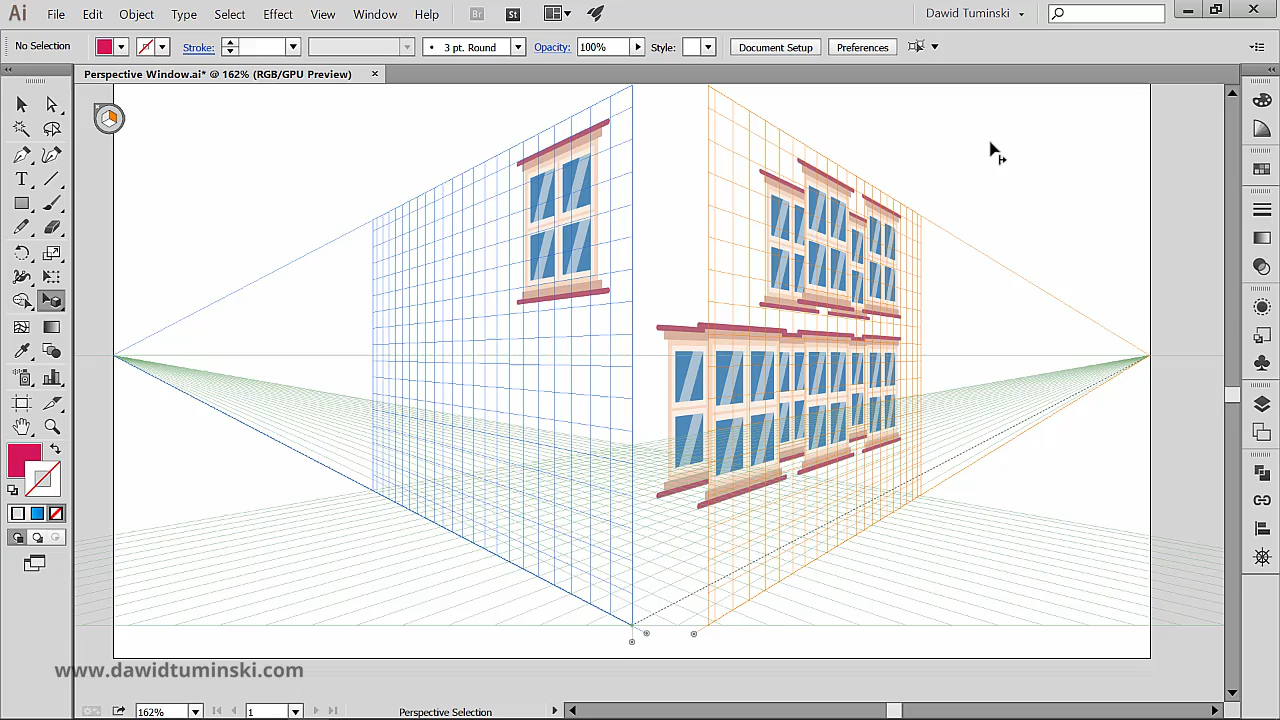 Ai File Edit Object Type Select Effect View Window Help Br St Dawid Tuminski
No Selection Stroke: 3 pt. Round Opacity: 100% Style: Document Setup Preferences
Perspective Window.ai* @ 162% (RGB/GPU Preview)
www.dawidtuminski.com
162% 1 Perspective Selection